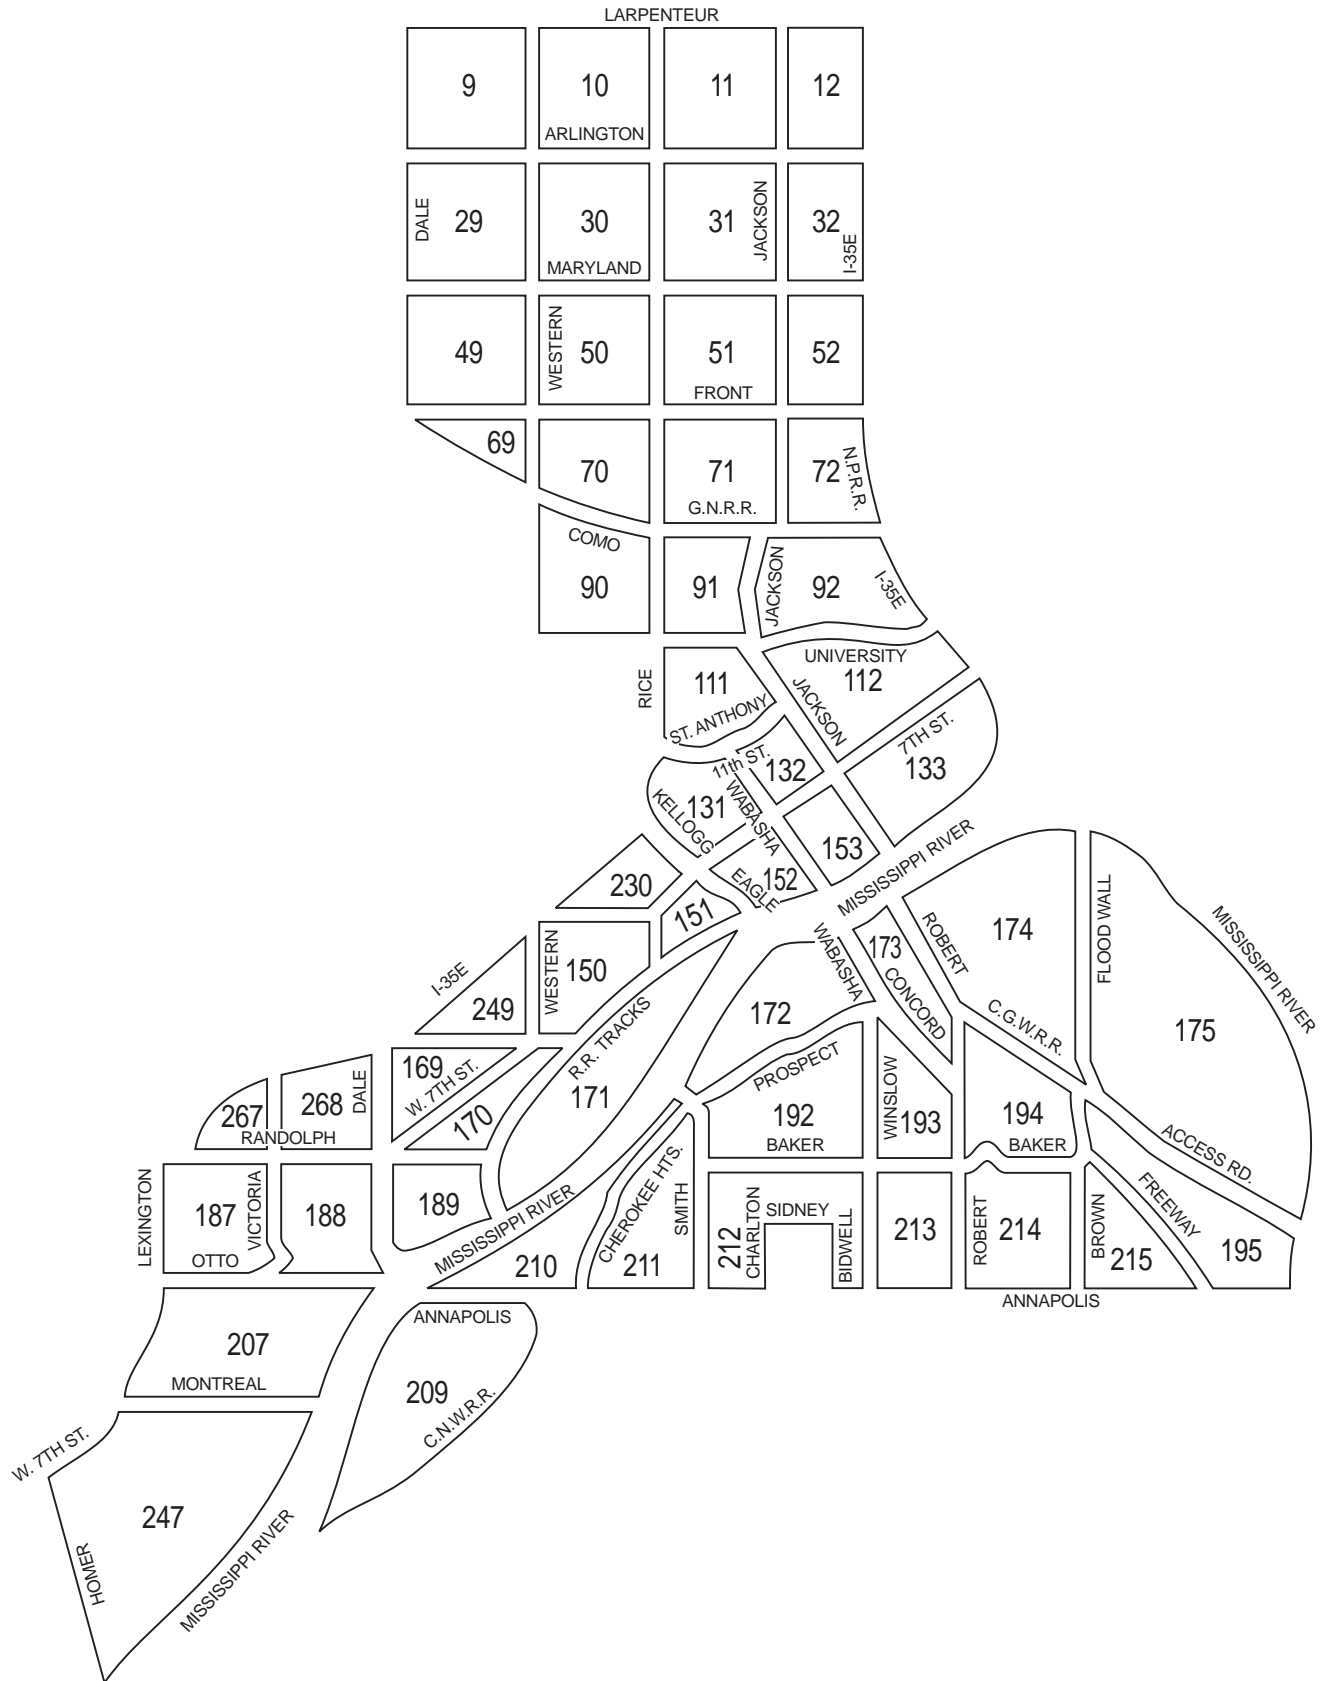 LARPENTEUR
9
10
11
12
ARLINGTON
DALE
29
30
31
JACKSON
32
I-35E
MARYLAND
49
WESTERN
50
51
52
FRONT
69
70
71
72
N.P.R.R.
G.N.R.R.
COMO
90
91
JACKSON
92
I-35E
RICE
111
ST. ANTHONY
UNIVERSITY
112
JACKSON
7TH ST.
133
11th ST.
132
KELLOGG
131
WABASHA
153
MISSISSIPPI RIVER
230
151
EAGLE
152
I-35E
249
WESTERN
150
R.R. TRACKS
171
172
WABASHA
173
CONCORD
ROBERT
174
C.G.W.R.R.
FLOOD WALL
175
MISSISSIPPI RIVER
267
268
DALE
RANDOLPH
169
W. 7TH ST.
170
PROSPECT
192
BAKER
WINSLOW
193
194
BAKER
ACCESS RD.
LEXINGTON
187
VICTORIA
OTTO
188
189
MISSISSIPPI RIVER
210
CHEROKEE HTS.
211
SMITH
212
CHARLTON
SIDNEY
BIDWELL
213
ROBERT
214
BROWN
215
FREEWAY
195
ANNAPOLIS
207
MONTREAL
ANNAPOLIS
209
C.N.W.R.R.
W. 7TH ST.
247
HOMER
MISSISSIPPI RIVER